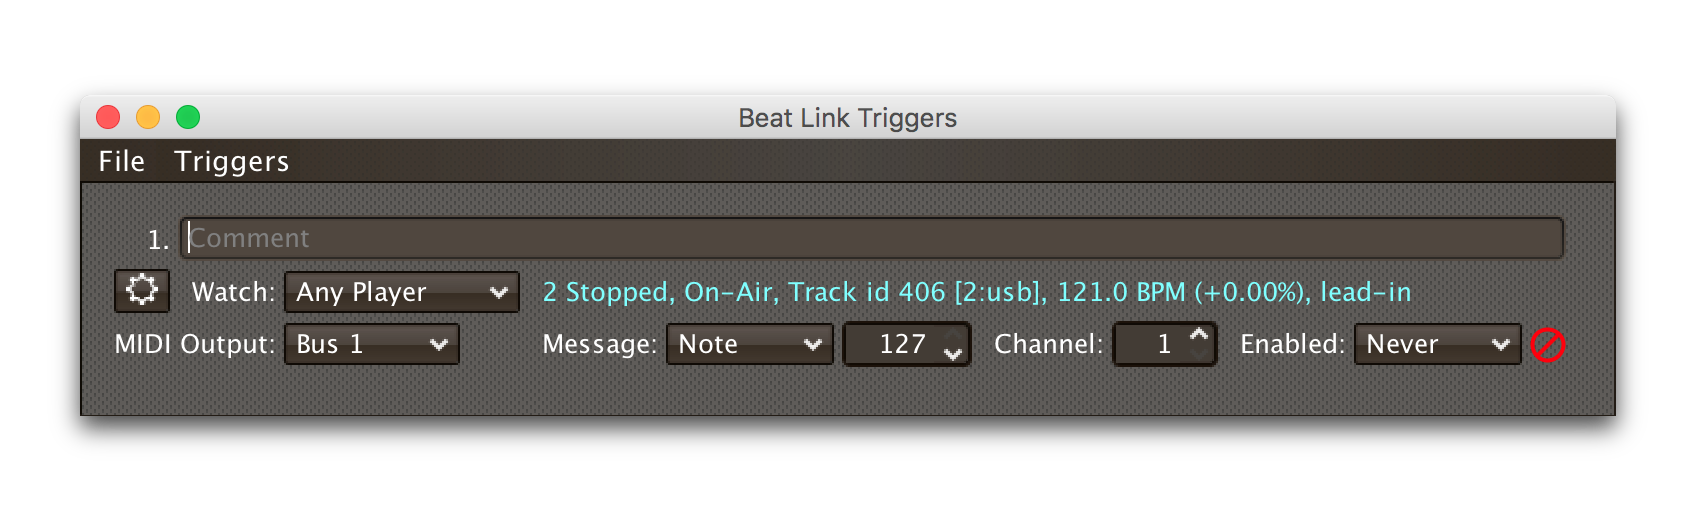 Beat Link Triggers
File Triggers
1. Comment
Watch: Any Player 2 Stopped, On-Air, Track id 406 [2:usb], 121.0 BPM (+0.00%), lead-in
MIDI Output: Bus 1 Message: Note 127 Channel: 1 Enabled: Never